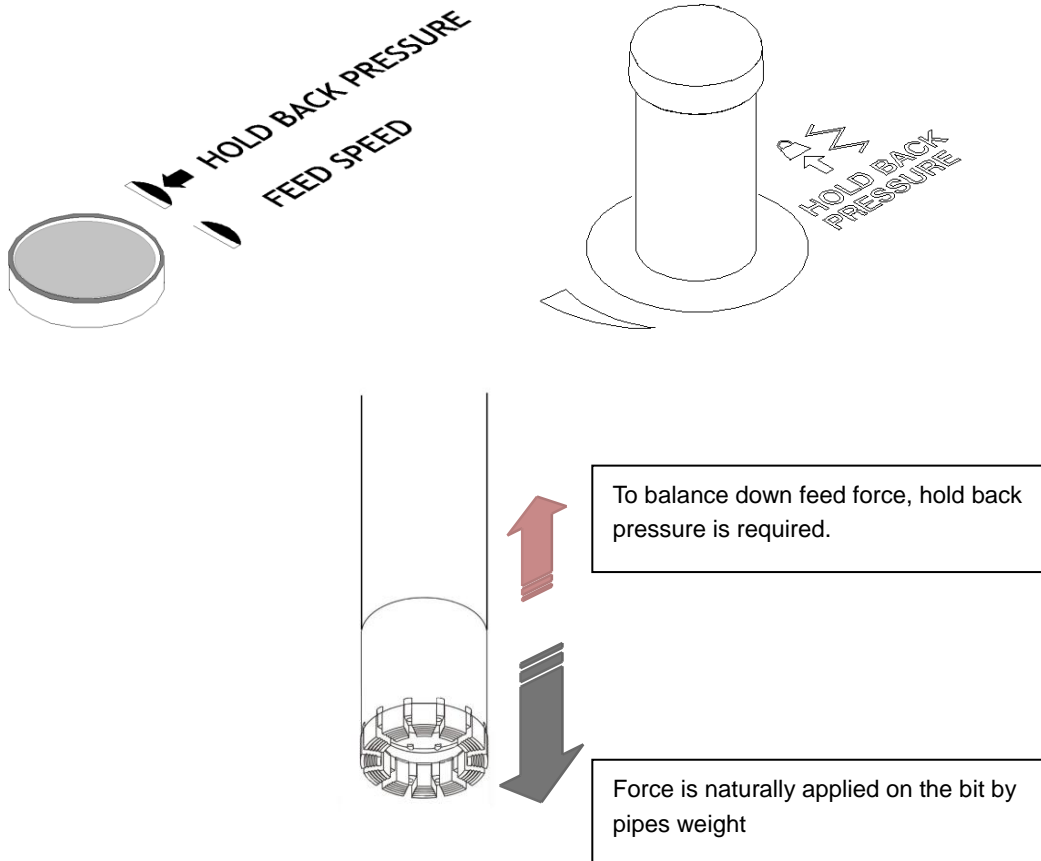 HOLD BACK PRESSURE
FEED SPEED
HOLD BACK
PRESSURE
To balance down feed force, hold back
pressure is required.
Force is naturally applied on the bit by
pipes weight